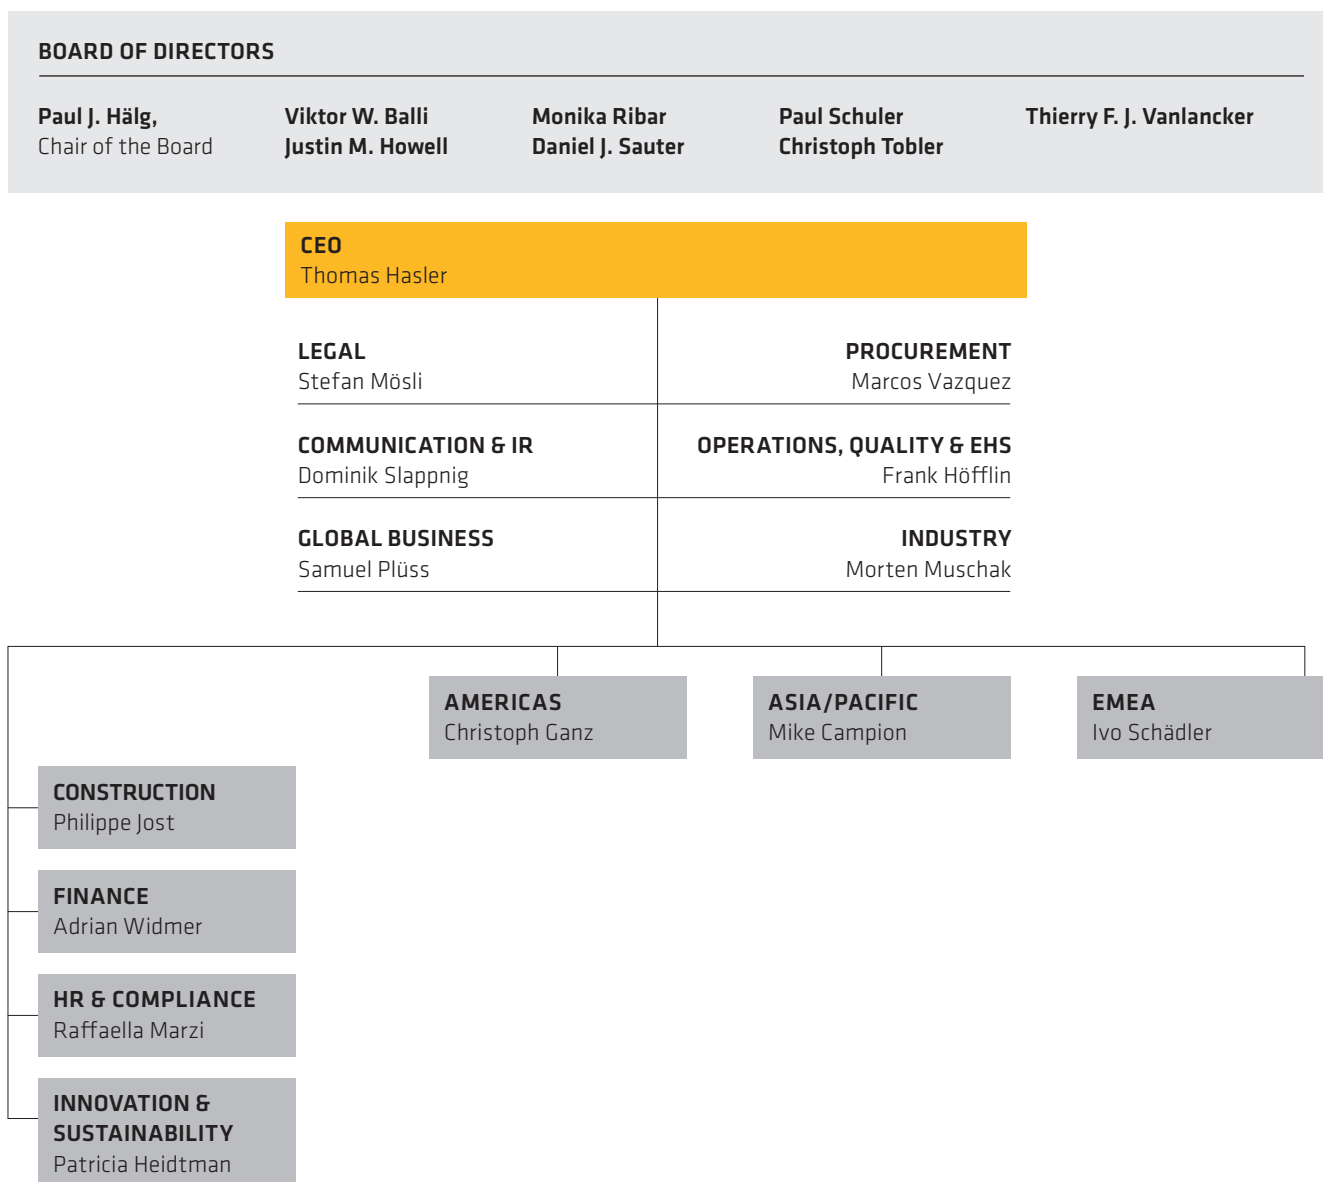 BOARD OF DIRECTORS
Paul J. Hälg,
Chair of the Board
Viktor W. Balli
Justin M. Howell
Monika Ribar
Daniel J. Sauter
Paul Schuler
Christoph Tobler
Thierry F. J. Vanlancker
CEO
Thomas Hasler
LEGAL
Stefan Mösli
PROCUREMENT
Marcos Vazquez
COMMUNICATION & IR
Dominik Slappnig
OPERATIONS, QUALITY & EHS
Frank Höfflin
GLOBAL BUSINESS
Samuel Plüss
INDUSTRY
Morten Muschak
AMERICAS
Christoph Ganz
ASIA/PACIFIC
Mike Campion
EMEA
Ivo Schädler
CONSTRUCTION
Philippe Jost
FINANCE
Adrian Widmer
HR & COMPLIANCE
Raffaella Marzi
INNOVATION &
SUSTAINABILITY
Patricia Heidtman